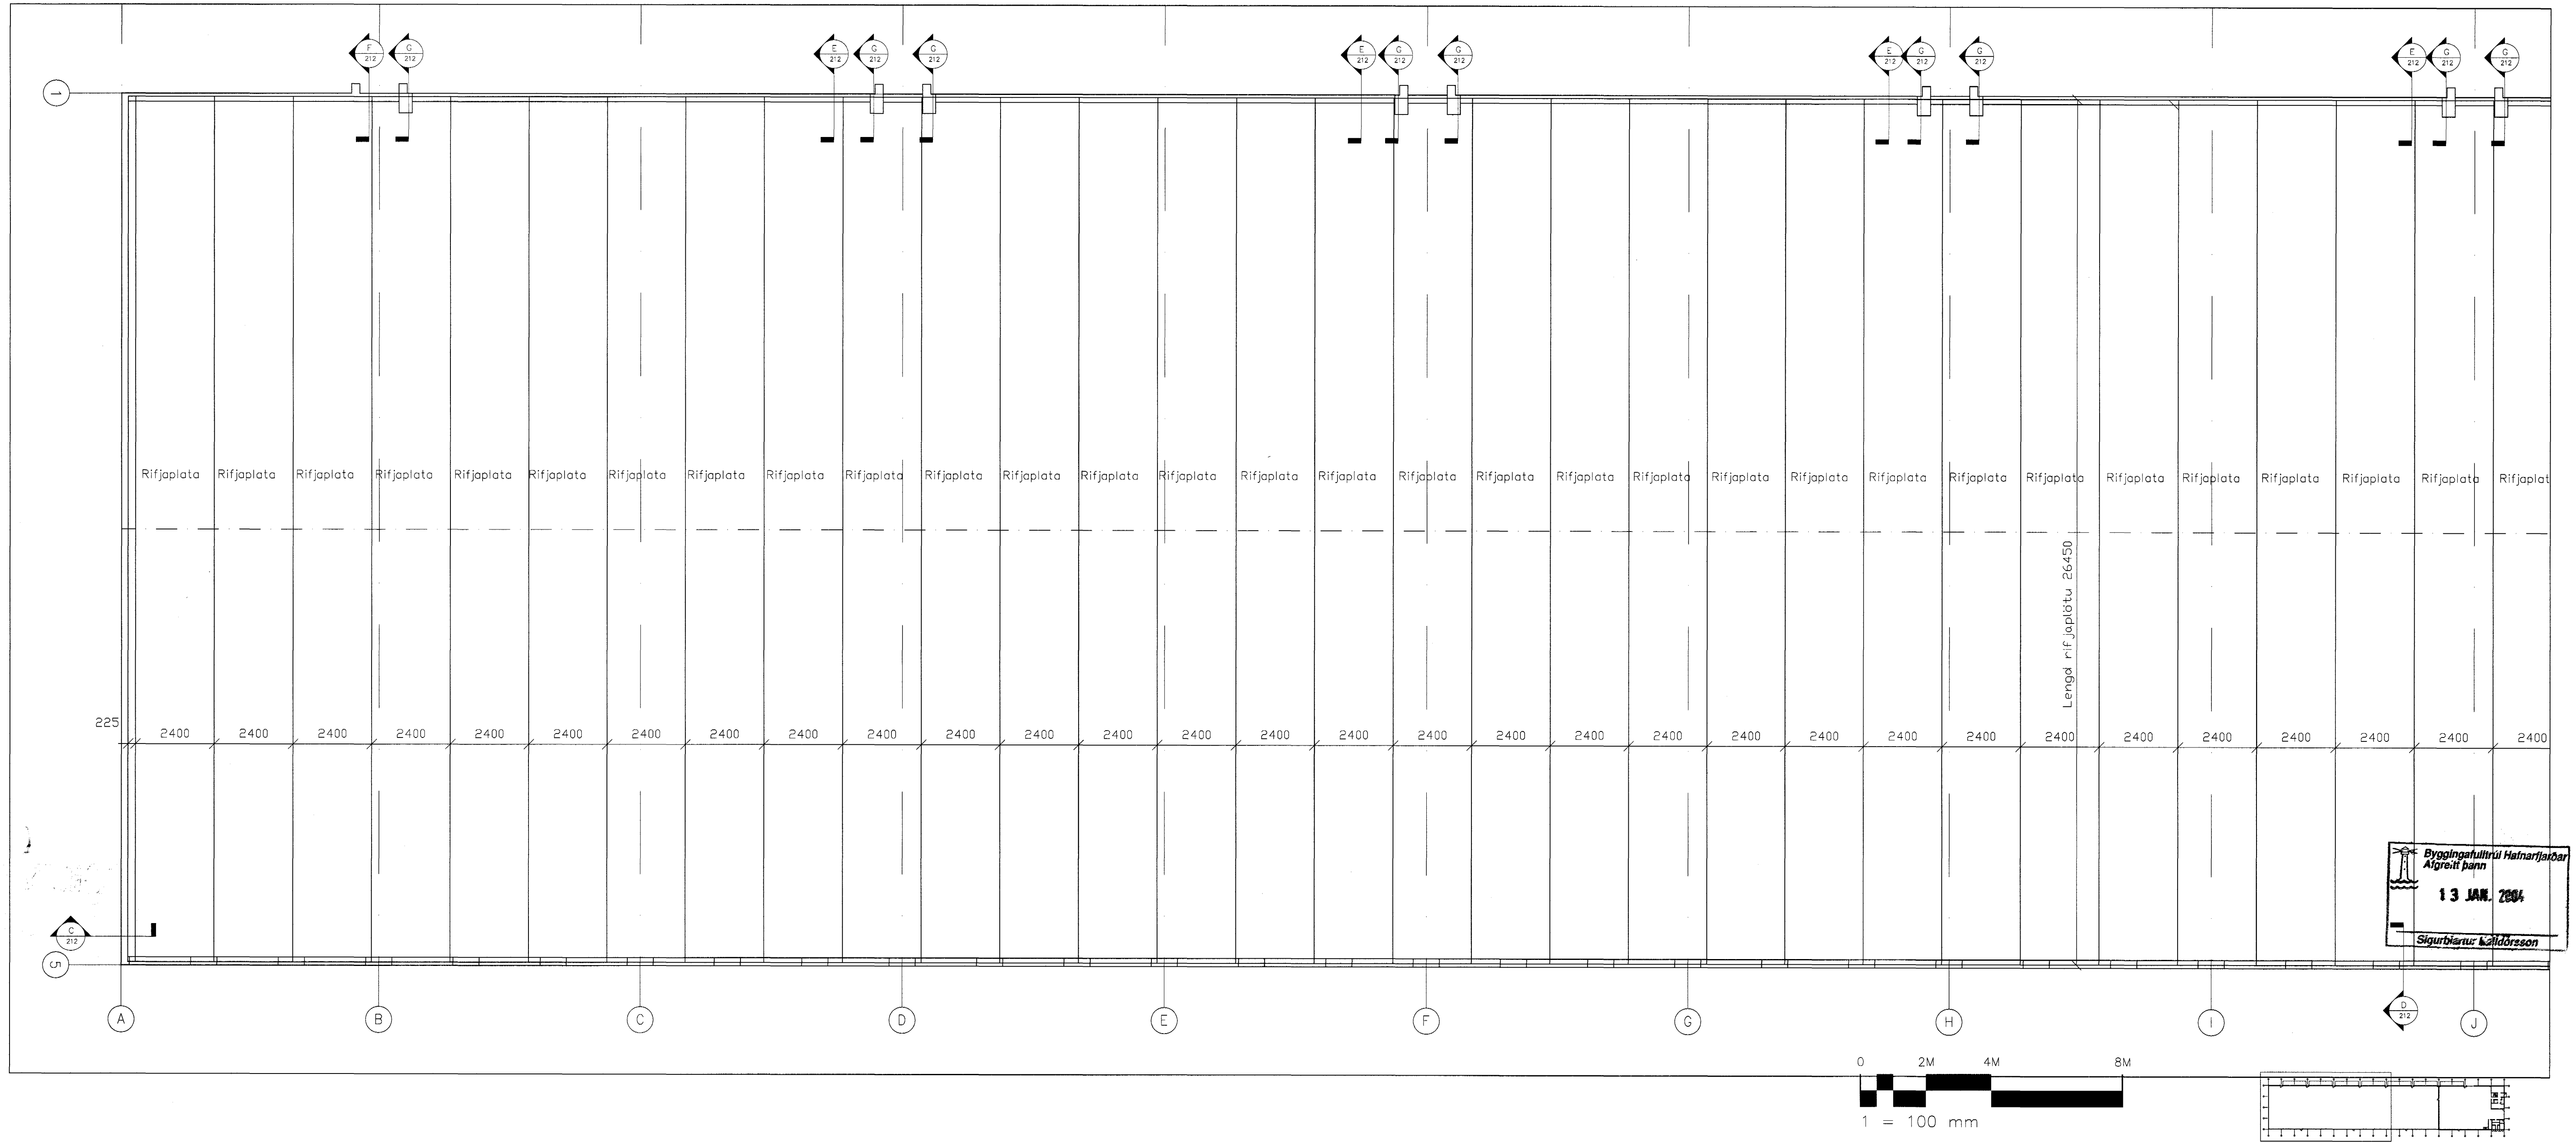 F G E G G E G G E G G E G G
212 212 212 212 212 212 212 212 212 212 212 212 212 212
1
Rifjaplata Rifjaplata Rifjaplata Rifjaplata Rifjaplata Rifjaplata Rifjaplata Rifjaplata Rifjaplata Rifjaplata Rifjaplata Rifjaplata Rifjaplata Rifjaplata Rifjaplata Rifjaplata Rifjaplata Rifjaplata Rifjaplata Rifjaplata Rifjaplata Rifjaplata Rifjaplata Rifjaplata Rifjaplata Rifjaplata Rifjaplata Rifjaplata Rifjaplata Rifjaplata Rifjaplat
Lengd rifjaplötu 26450
225
2400 2400 2400 2400 2400 2400 2400 2400 2400 2400 2400 2400 2400 2400 2400 2400 2400 2400 2400 2400 2400 2400 2400 2400 2400 2400 2400 2400 2400 2400 2400
Byggingafulltrúi Hafnarfjarðar
Afgreitt þann
13 JAN. 2004
Sigurbjartur Halldórsson
C
212
5
D
212
A B C D E F G H I J
0 2M 4M 8M
1 = 100 mm